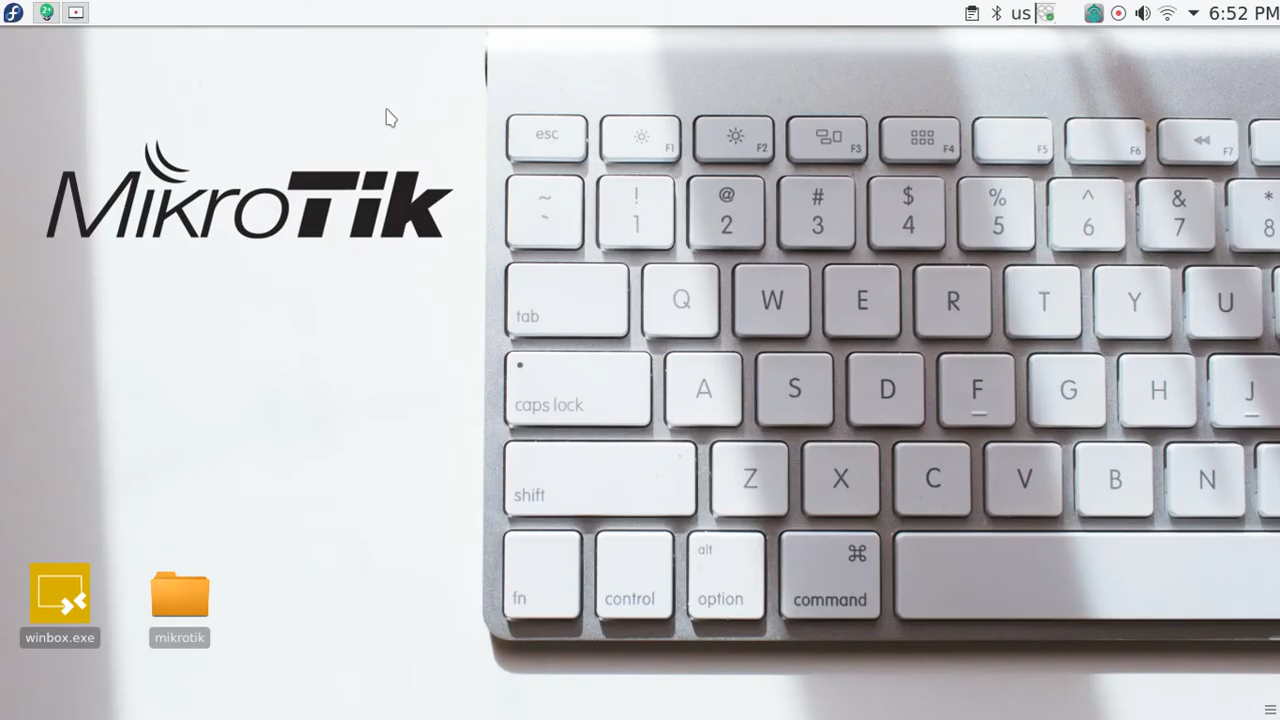 us
6:52 PM
MikroTik
esc
F1
F2
F3
F4
F5
F6
F7
~ ! @ # $ % ^ & *
` 1 2 3 4 5 6 7 8
tab Q W E R T Y U
caps lock A S D F G H J
shift Z X C V B N
alt
fn control option command
winbox.exe
mikrotik